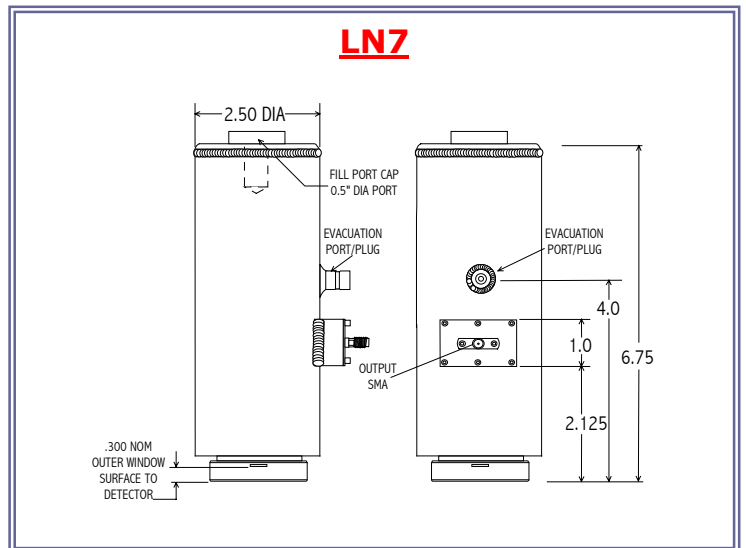 LN7
2.50 DIA
FILL PORT CAP
0.5" DIA PORT
EVACUATION
PORT/PLUG
EVACUATION
PORT/PLUG
4.0
1.0
6.75
OUTPUT
SMA
2.125
.300 NOM
OUTER WINDOW
SURFACE TO
DETECTOR